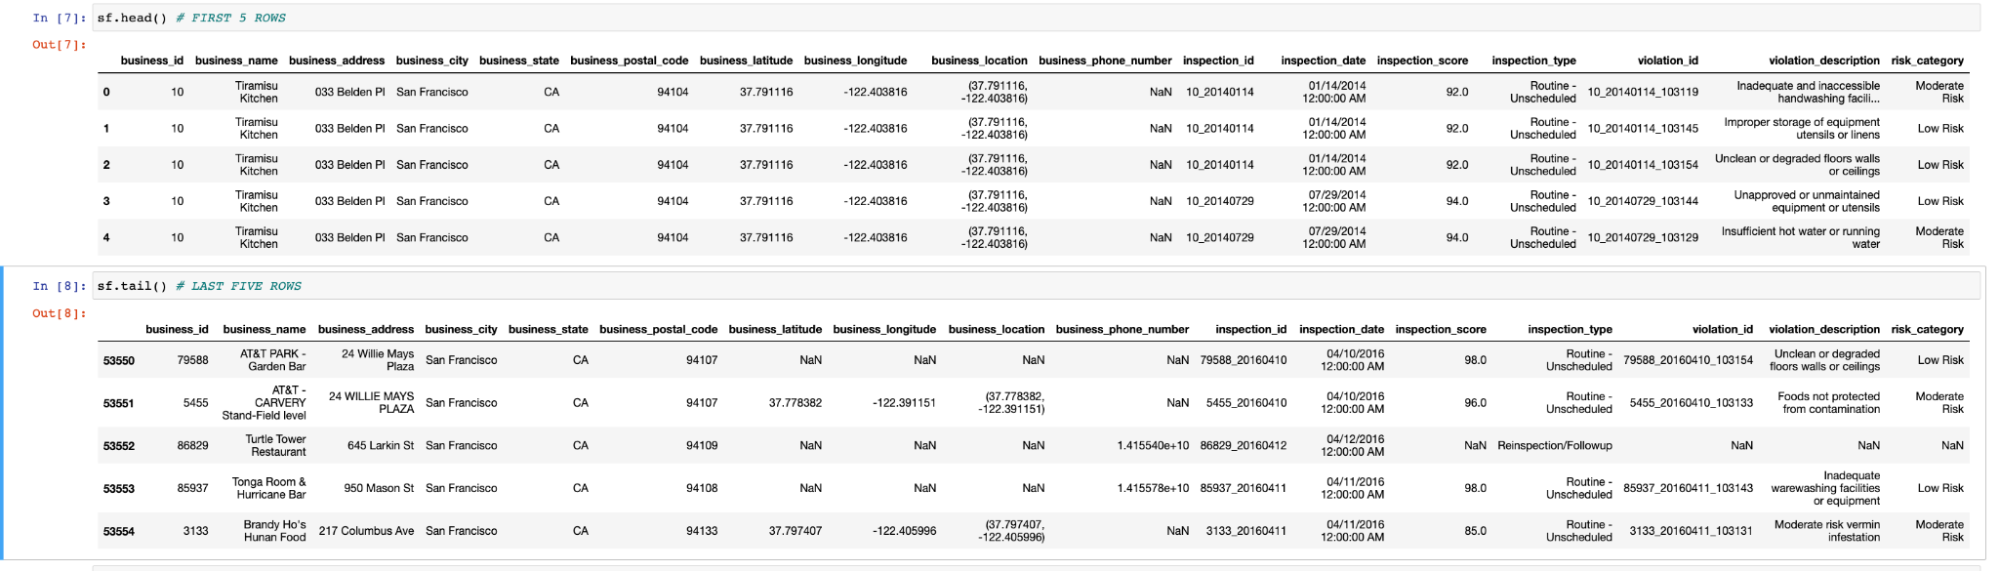 In [7]: sf.head() # FIRST 5 ROWS
Out[7]:
business_id business_name business_address business_city business_state business_postal_code business_latitude business_longitude business_location business_phone_number inspection_id inspection_date inspection_score inspection_type violation_id violation_description risk_category
0 10 Tiramisu Kitchen 033 Belden Pl San Francisco CA 94104 37.791116 -122.403816 (37.791116, -122.403816) NaN 10_20140114 01/14/2014 12:00:00 AM 92.0 Routine - Unscheduled 10_20140114_103119 Inadequate and inaccessible handwashing facili... Moderate Risk
1 10 Tiramisu Kitchen 033 Belden Pl San Francisco CA 94104 37.791116 -122.403816 (37.791116, -122.403816) NaN 10_20140114 01/14/2014 12:00:00 AM 92.0 Routine - Unscheduled 10_20140114_103145 Improper storage of equipment utensils or linens Low Risk
2 10 Tiramisu Kitchen 033 Belden Pl San Francisco CA 94104 37.791116 -122.403816 (37.791116, -122.403816) NaN 10_20140114 01/14/2014 12:00:00 AM 92.0 Routine - Unscheduled 10_20140114_103154 Unclean or degraded floors walls or ceilings Low Risk
3 10 Tiramisu Kitchen 033 Belden Pl San Francisco CA 94104 37.791116 -122.403816 (37.791116, -122.403816) NaN 10_20140729 07/29/2014 12:00:00 AM 94.0 Routine - Unscheduled 10_20140729_103144 Unapproved or unmaintained equipment or utensils Low Risk
4 10 Tiramisu Kitchen 033 Belden Pl San Francisco CA 94104 37.791116 -122.403816 (37.791116, -122.403816) NaN 10_20140729 07/29/2014 12:00:00 AM 94.0 Routine - Unscheduled 10_20140729_103129 Insufficient hot water or running water Moderate Risk
In [8]: sf.tail() # LAST FIVE ROWS
Out[8]:
business_id business_name business_address business_city business_state business_postal_code business_latitude business_longitude business_location business_phone_number inspection_id inspection_date inspection_score inspection_type violation_id violation_description risk_category
53550 79588 AT&T PARK - Garden Bar 24 Willie Mays Plaza San Francisco CA 94107 NaN NaN NaN NaN 79588_20160410 04/10/2016 12:00:00 AM 98.0 Routine - Unscheduled 79588_20160410_103154 Unclean or degraded floors walls or ceilings Low Risk
53551 5455 AT&T - CARVERY Stand-Field level 24 WILLIE MAYS PLAZA San Francisco CA 94107 37.778382 -122.391151 (37.778382, -122.391151) NaN 5455_20160410 04/10/2016 12:00:00 AM 96.0 Routine - Unscheduled 5455_20160410_103133 Foods not protected from contamination Moderate Risk
53552 86829 Turtle Tower Restaurant 645 Larkin St San Francisco CA 94109 NaN NaN NaN 1.415540e+10 86829_20160412 04/12/2016 12:00:00 AM NaN Reinspection/Followup NaN NaN NaN
53553 85937 Tonga Room & Hurricane Bar 950 Mason St San Francisco CA 94108 NaN NaN NaN 1.415578e+10 85937_20160411 04/11/2016 12:00:00 AM 98.0 Routine - Unscheduled 85937_20160411_103143 Inadequate warewashing facilities or equipment Low Risk
53554 3133 Brandy Ho's Hunan Food 217 Columbus Ave San Francisco CA 94133 37.797407 -122.405996 (37.797407, -122.405996) NaN 3133_20160411 04/11/2016 12:00:00 AM 85.0 Routine - Unscheduled 3133_20160411_103131 Moderate risk vermin infestation Moderate Risk